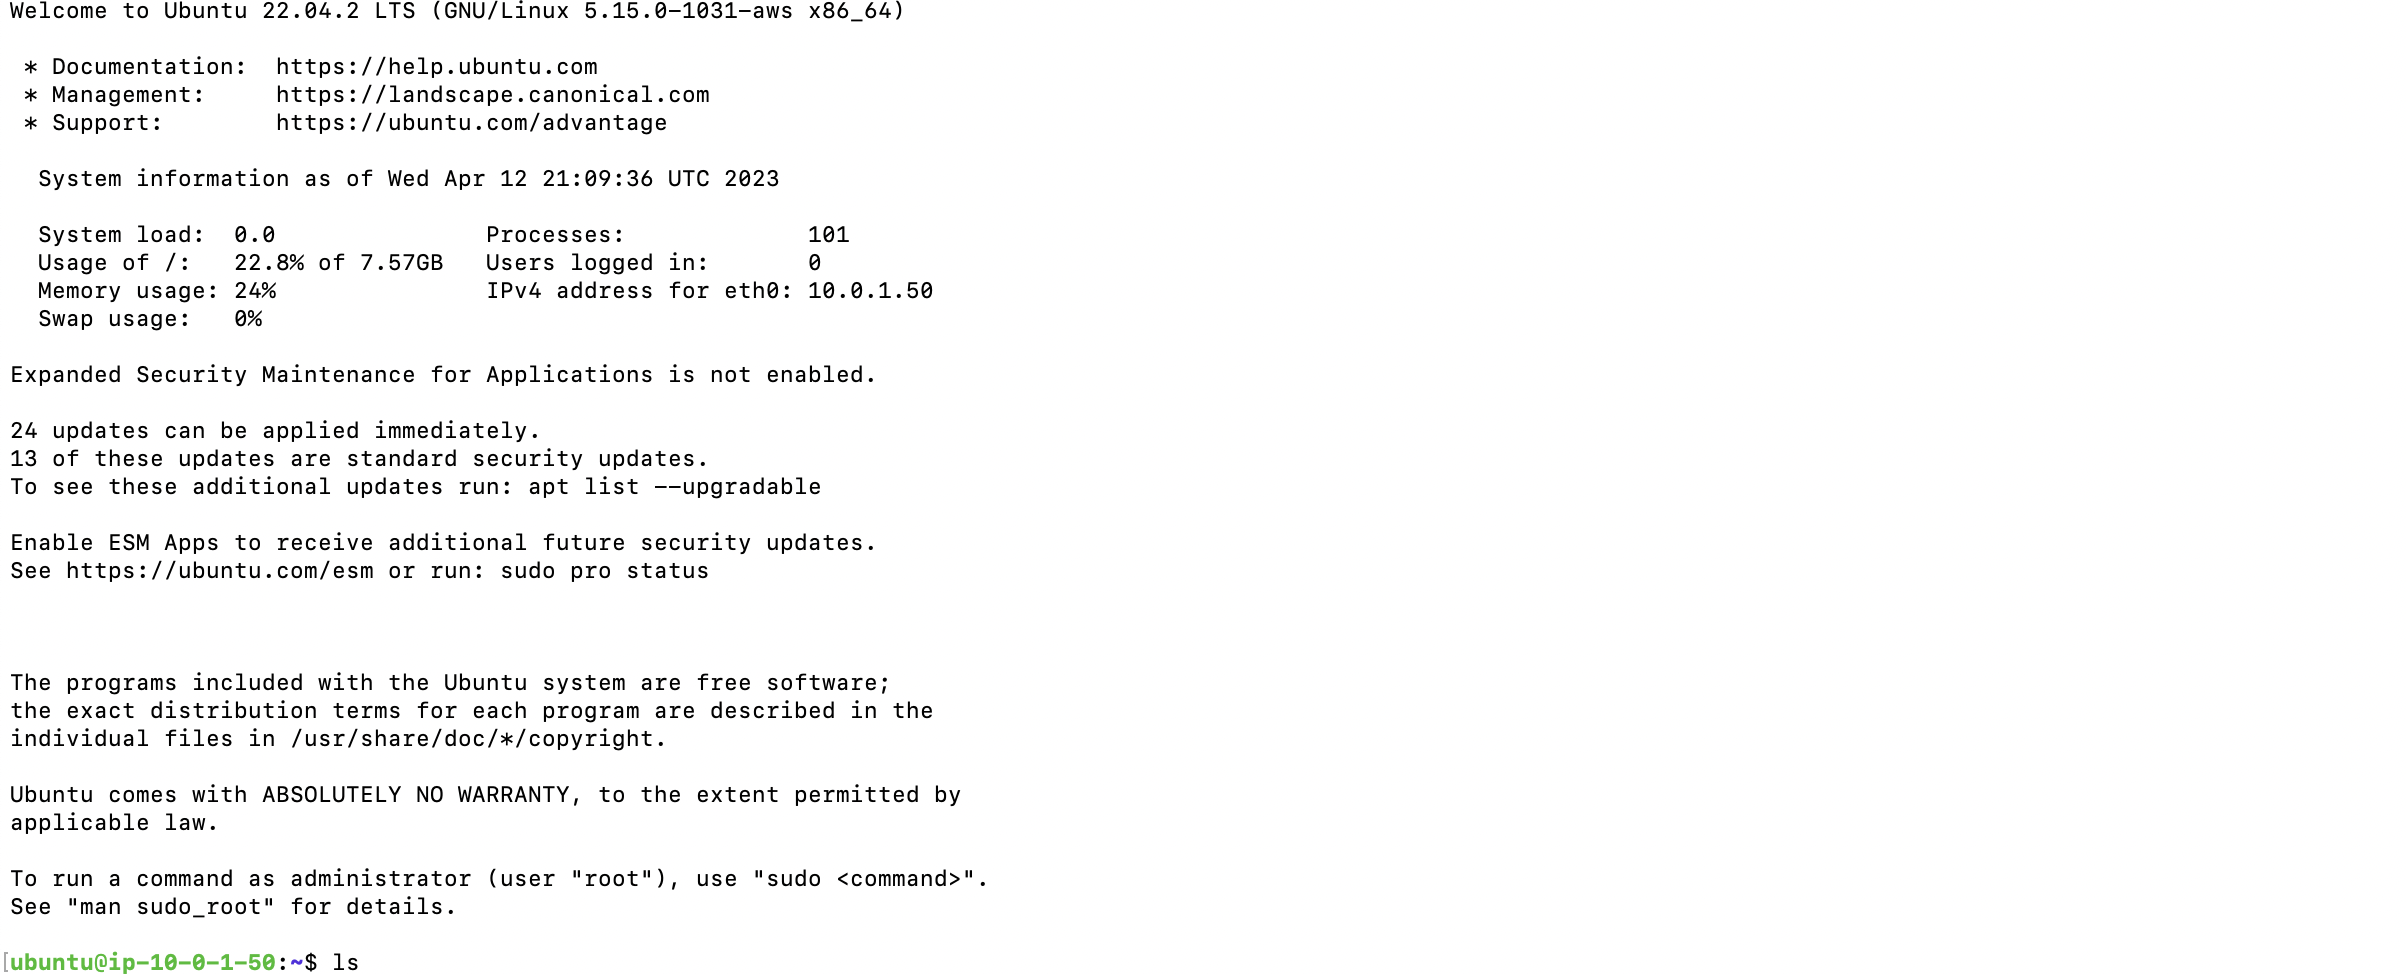 Welcome to Ubuntu 22.04.2 LTS (GNU/Linux 5.15.0-1031-aws x86_64)

 * Documentation:  https://help.ubuntu.com
 * Management:     https://landscape.canonical.com
 * Support:        https://ubuntu.com/advantage

  System information as of Wed Apr 12 21:09:36 UTC 2023

  System load:  0.0               Processes:             101
  Usage of /:   22.8% of 7.57GB   Users logged in:       0
  Memory usage: 24%               IPv4 address for eth0: 10.0.1.50
  Swap usage:   0%

Expanded Security Maintenance for Applications is not enabled.

24 updates can be applied immediately.
13 of these updates are standard security updates.
To see these additional updates run: apt list --upgradable

Enable ESM Apps to receive additional future security updates.
See https://ubuntu.com/esm or run: sudo pro status

The programs included with the Ubuntu system are free software;
the exact distribution terms for each program are described in the
individual files in /usr/share/doc/*/copyright.

Ubuntu comes with ABSOLUTELY NO WARRANTY, to the extent permitted by
applicable law.

To run a command as administrator (user "root"), use "sudo <command>".
See "man sudo_root" for details.

[ubuntu@ip-10-0-1-50:~$ ls